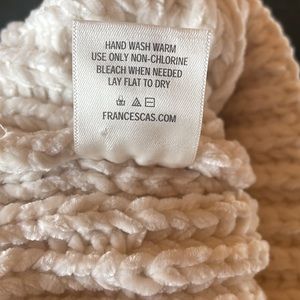 HAND WASH WARM
USE ONLY NON-CHLORINE
BLEACH WHEN NEEDED
LAY FLAT TO DRY
FRANCESCAS.COM